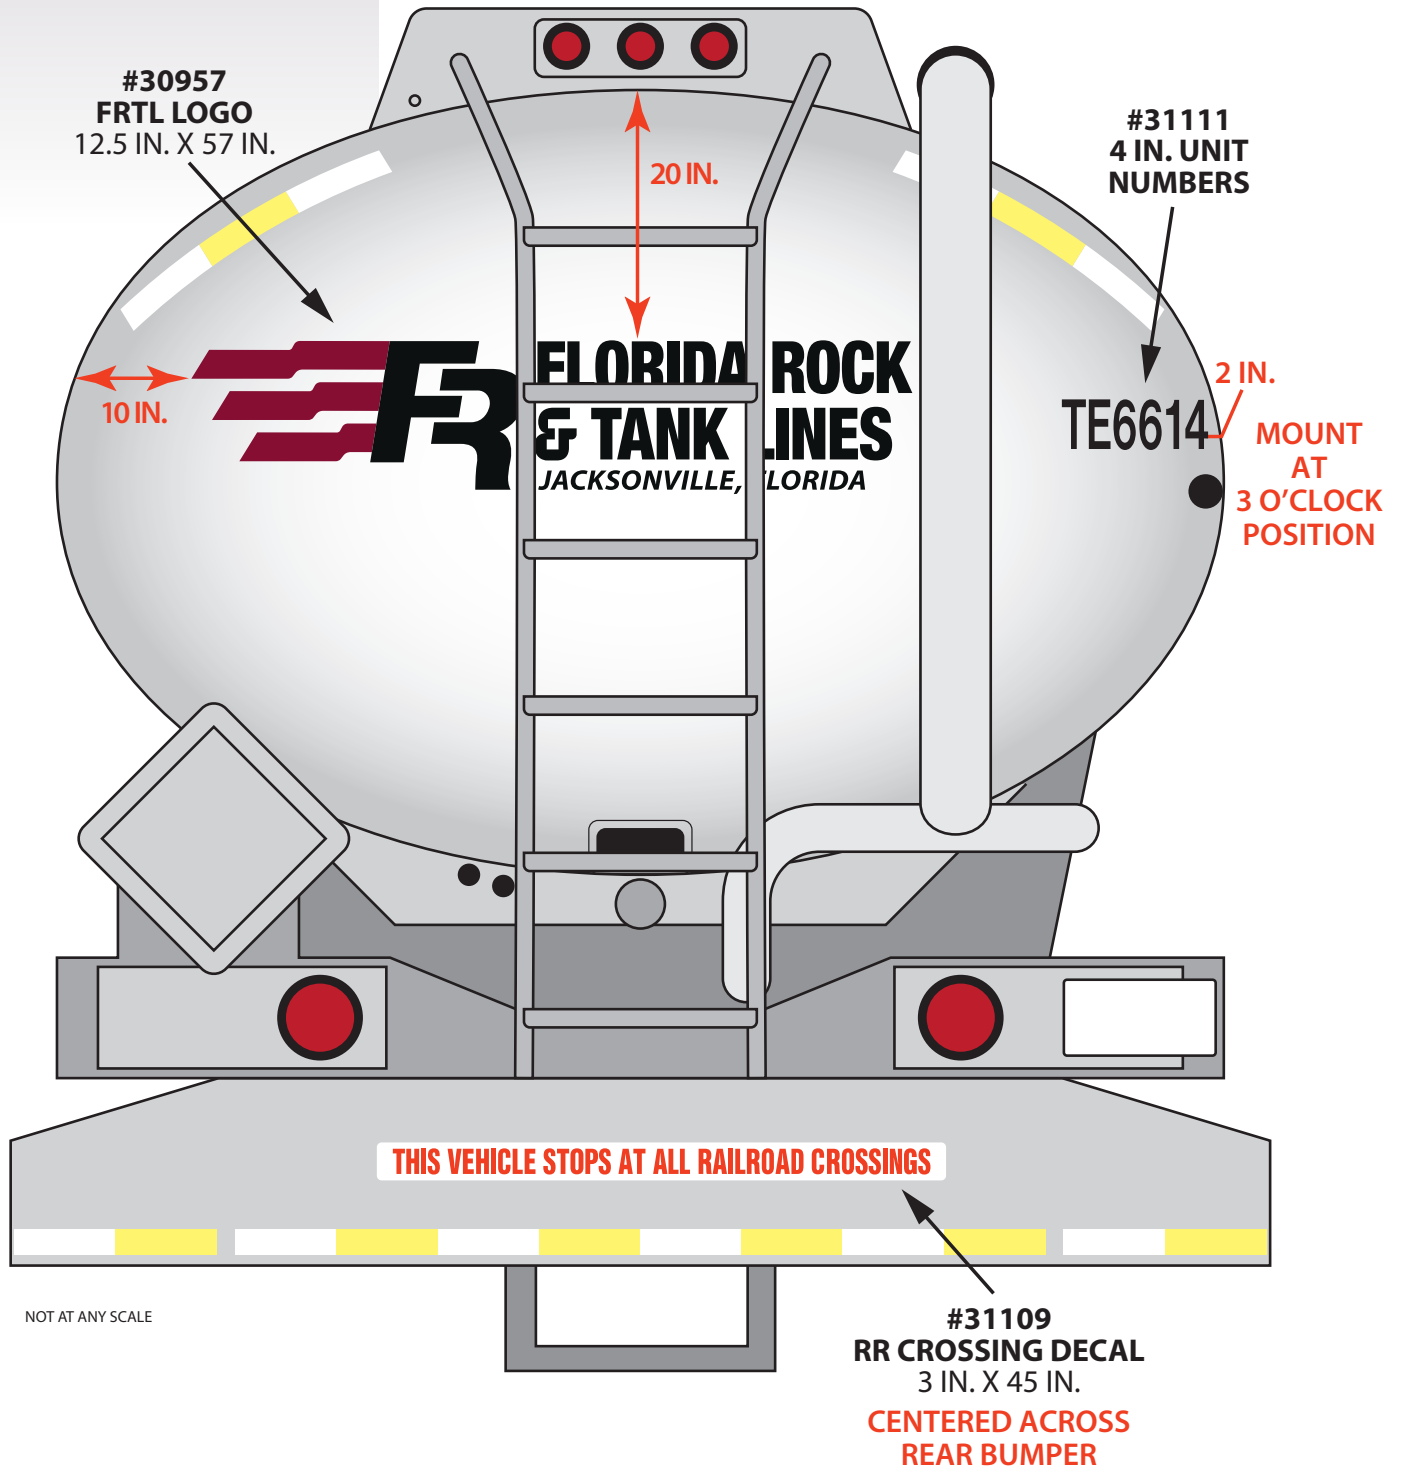 #30957
FRTL LOGO
12.5 IN. X 57 IN.
#31111
4 IN. UNIT
NUMBERS
20 IN.
10 IN.
FR
FLORIDA ROCK
& TANK LINES
JACKSONVILLE, FLORIDA
TE6614
2 IN.
MOUNT
AT
3 O’CLOCK
POSITION
THIS VEHICLE STOPS AT ALL RAILROAD CROSSINGS
NOT AT ANY SCALE
#31109
RR CROSSING DECAL
3 IN. X 45 IN.
CENTERED ACROSS
REAR BUMPER